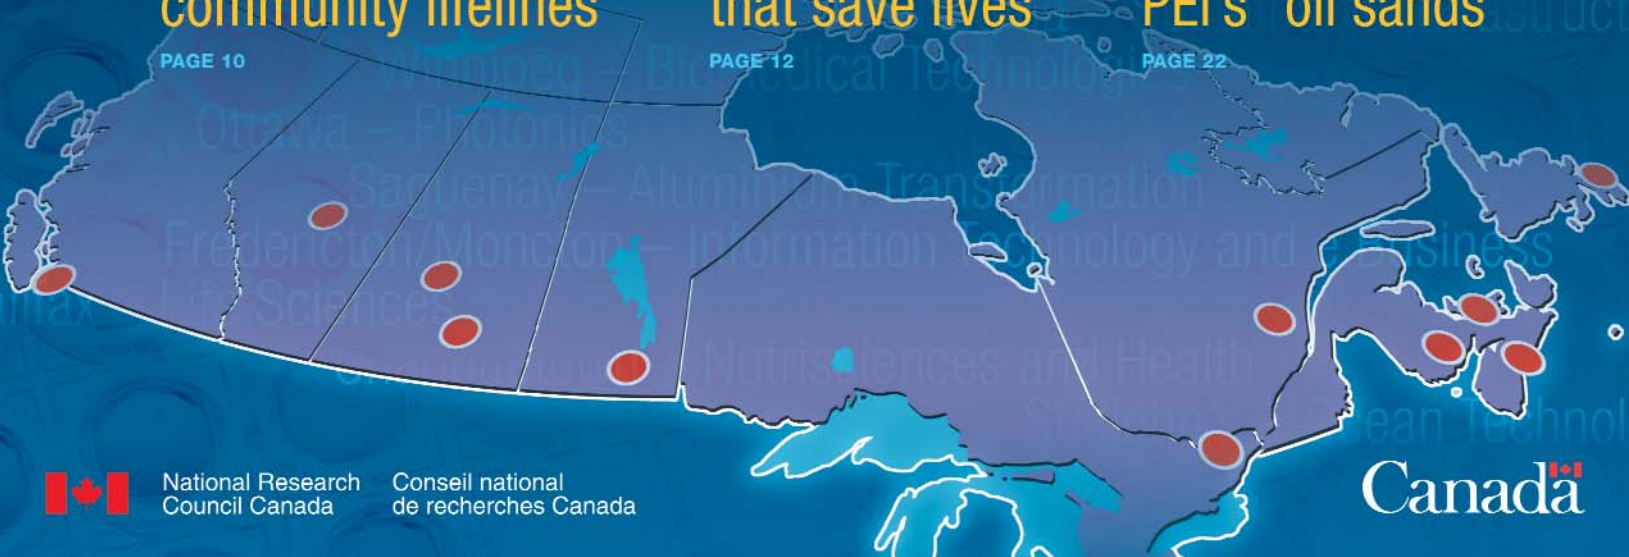 community lifelines
that save lives
PEI's "oil sands"
PAGE 10
PAGE 12
PAGE 22
Winnipeg – Biomedical Technologies
Ottawa – Photonics
Saguenay – Aluminum Transformation
Fredericton/Moncton – Information Technology and e-Business
Life Sciences
Nutrisciences and Health
Ocean Technol
National Research
Council Canada
Conseil national
de recherches Canada
Canada